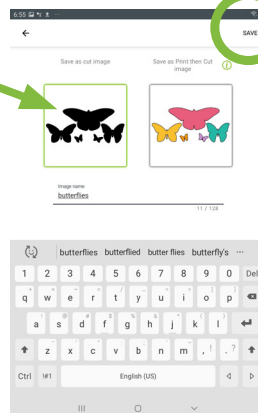 6:55
SAVE
Save as cut image
Save as Print then Cut
image
Image name
butterflies
11 / 128
butterflies butterflied butter flies butterfly's ...
1 2 3 4 5 6 7 8 9 0 Del
q w e r t y u i o p
a s d f g h j k l
z x c v b n m , ! . ?
Ctrl !#1 English (US)